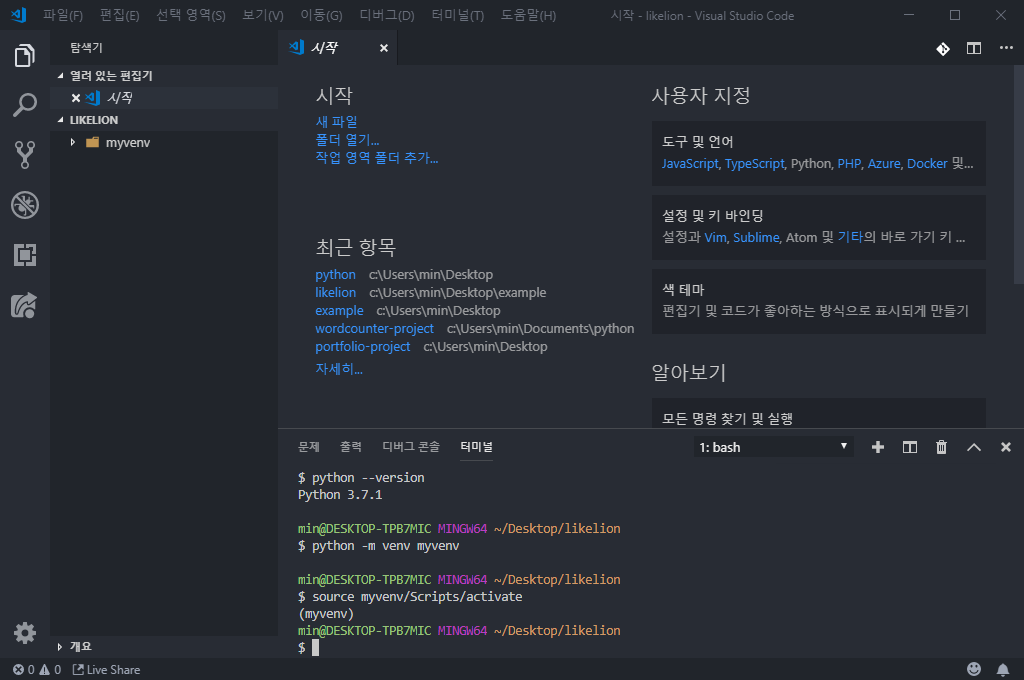 파일(F) 편집(E) 선택 영역(S) 보기(V) 이동(G) 디버그(D) 터미널(T) 도움말(H) 시작 - likelion - Visual Studio Code
탐색기
열려 있는 편집기
시작
LIKELION
myvenv
개요
시작
시작
새 파일
폴더 열기...
작업 영역 폴더 추가...
최근 항목
python c:\Users\min\Desktop
likelion c:\Users\min\Desktop\example
example c:\Users\min\Desktop
wordcounter-project c:\Users\min\Documents\python
portfolio-project c:\Users\min\Desktop
자세히...
사용자 지정
도구 및 언어
JavaScript, TypeScript, Python, PHP, Azure, Docker 및...
설정 및 키 바인딩
설정과 Vim, Sublime, Atom 및 기타의 바로 가기 키 ...
색 테마
편집기 및 코드가 좋아하는 방식으로 표시되게 만들기
알아보기
모든 명령 찾기 및 실행
문제 출력 디버그 콘솔 터미널 1: bash
$ python --version
Python 3.7.1
min@DESKTOP-TPB7MIC MINGW64 ~/Desktop/likelion
$ python -m venv myvenv
min@DESKTOP-TPB7MIC MINGW64 ~/Desktop/likelion
$ source myvenv/Scripts/activate
(myvenv)
min@DESKTOP-TPB7MIC MINGW64 ~/Desktop/likelion
$
0 0 Live Share